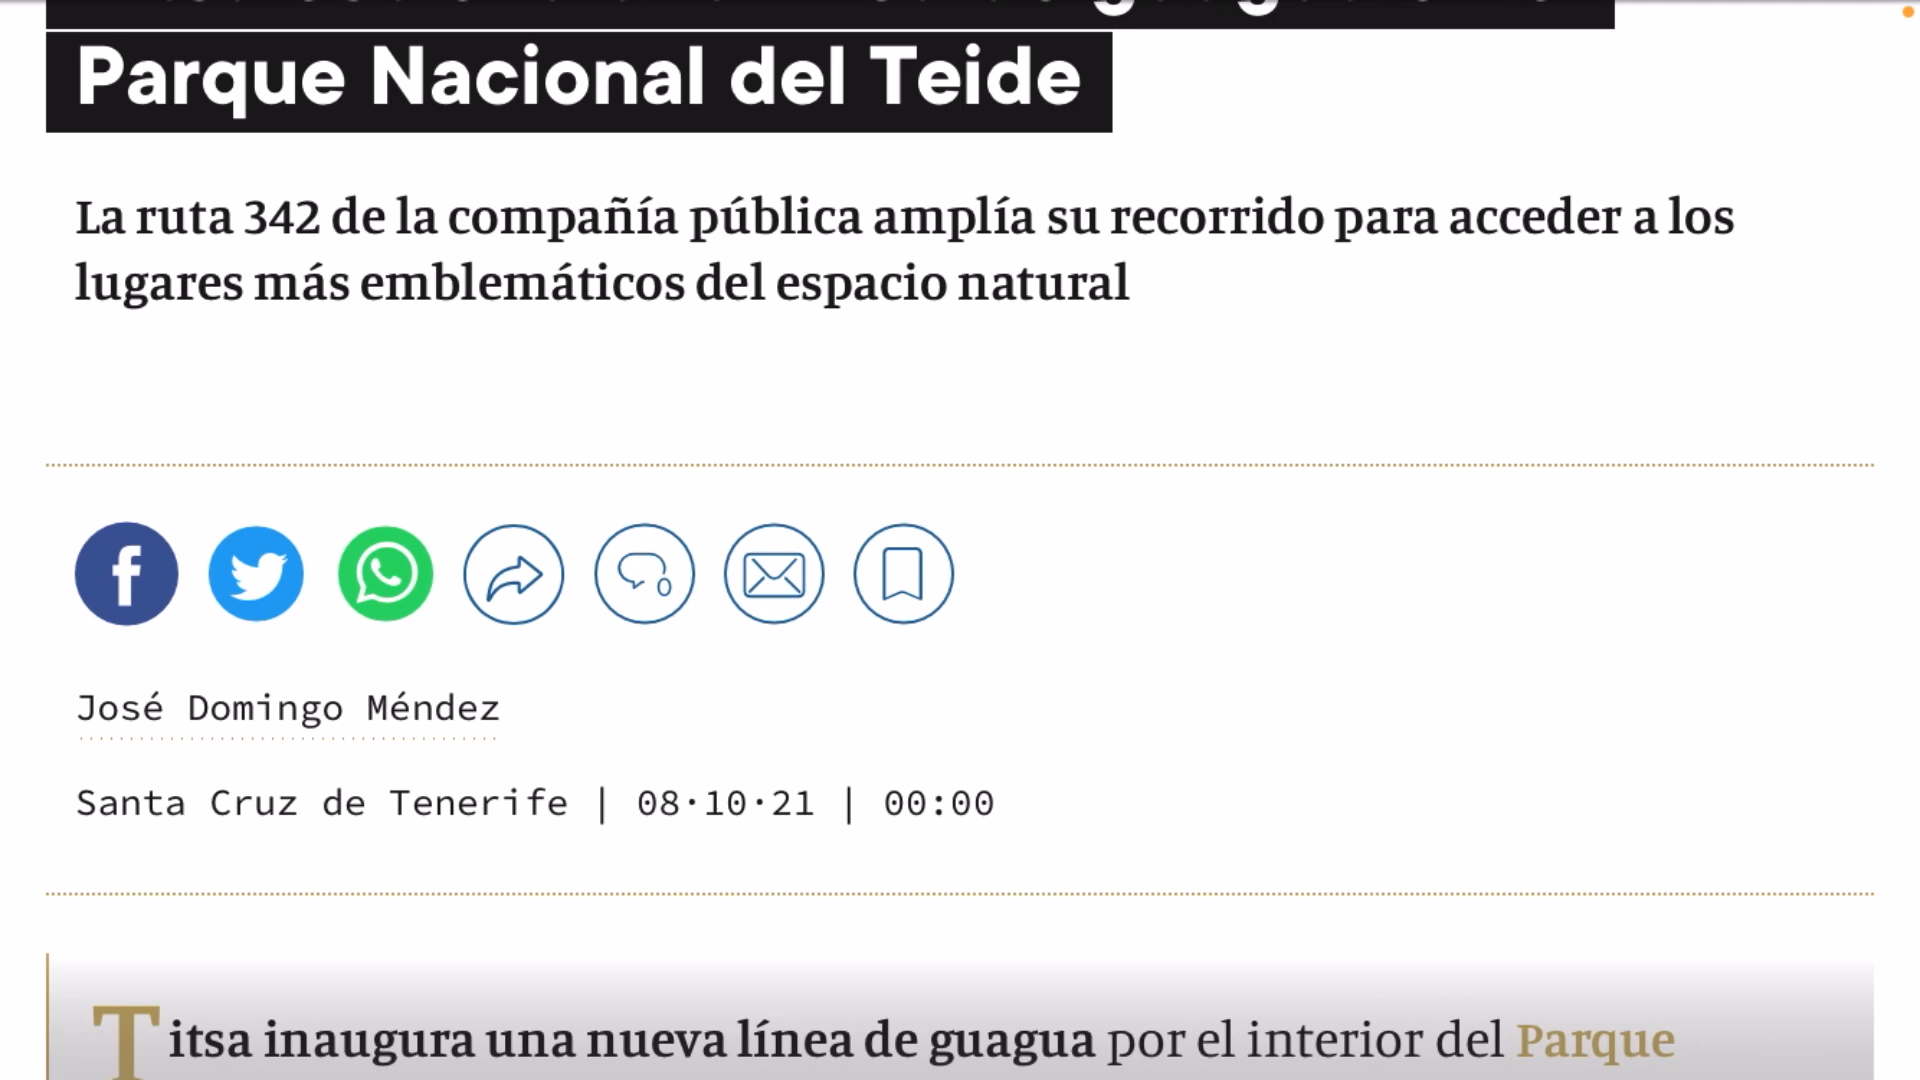 Parque Nacional del Teide
La ruta 342 de la compañía pública amplía su recorrido para acceder a los
lugares más emblemáticos del espacio natural
0
José Domingo Méndez
Santa Cruz de Tenerife | 08·10·21 | 00:00
Titsa inaugura una nueva línea de guagua por el interior del Parque